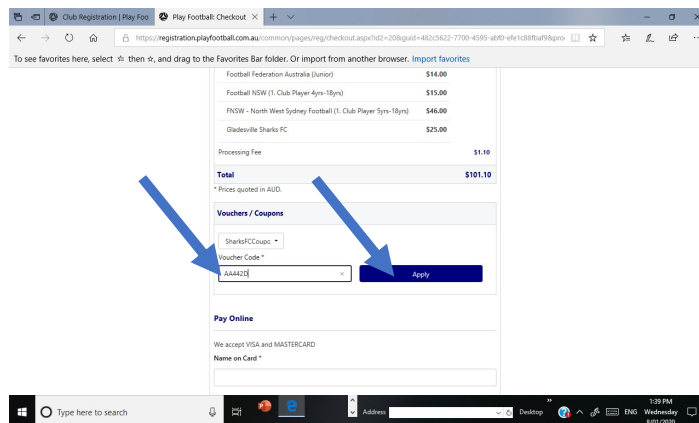 Club Registration | Play Foo
Play Football: Checkout
https://registration.playfootball.com.au/common/pages/reg/checkout.aspx?id2=20&guid=482c5622-7700-4595-abf0-efe1c88fbaf9&pro
To see favorites here, select then, and drag to the Favorites Bar folder. Or import from another browser. Import favorites
Football Federation Australia (Junior) $14.00
Football NSW (1. Club Player 4yrs-18yrs) $15.00
FNSW - North West Sydney Football (1. Club Player 5yrs-18yrs) $46.00
Gladesville Sharks FC $25.00
Processing Fee $1.10
Total $101.10
* Prices quoted in AUD.
Vouchers / Coupons
SharksFCCoupc
Voucher Code *
AA442D
Apply
Pay Online
We accept VISA and MASTERCARD
Name on Card *
Type here to search
Address
Desktop
ENG
1:39 PM
Wednesday
8/01/2020